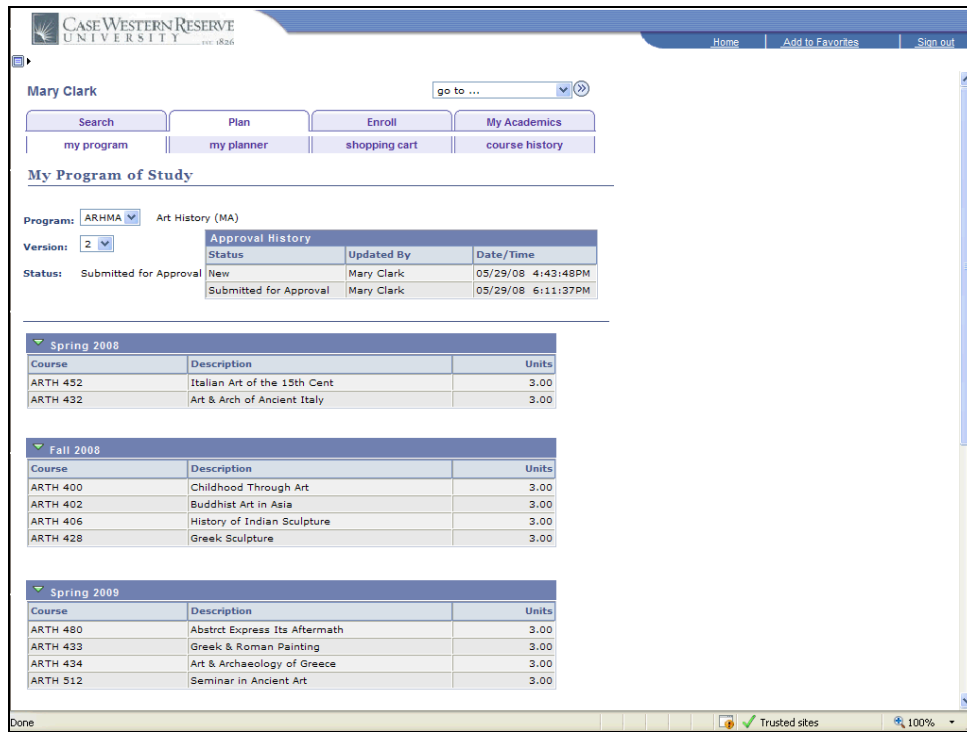 CASE WESTERN RESERVE
UNIVERSITY EST. 1826
Home Add to Favorites Sign out
Mary Clark go to ...
Search Plan Enroll My Academics
my program my planner shopping cart course history
My Program of Study
Program: ARHMA Art History (MA)
Version: 2
Approval History
Status Updated By Date/Time
Status: Submitted for Approval
New Mary Clark 05/29/08 4:43:48PM
Submitted for Approval Mary Clark 05/29/08 6:11:37PM
Spring 2008
Course Description Units
ARTH 452 Italian Art of the 15th Cent 3.00
ARTH 432 Art & Arch of Ancient Italy 3.00
Fall 2008
Course Description Units
ARTH 400 Childhood Through Art 3.00
ARTH 402 Buddhist Art in Asia 3.00
ARTH 406 History of Indian Sculpture 3.00
ARTH 428 Greek Sculpture 3.00
Spring 2009
Course Description Units
ARTH 480 Abstrct Express Its Aftermath 3.00
ARTH 433 Greek & Roman Painting 3.00
ARTH 434 Art & Archaeology of Greece 3.00
ARTH 512 Seminar in Ancient Art 3.00
Done Trusted sites 100%